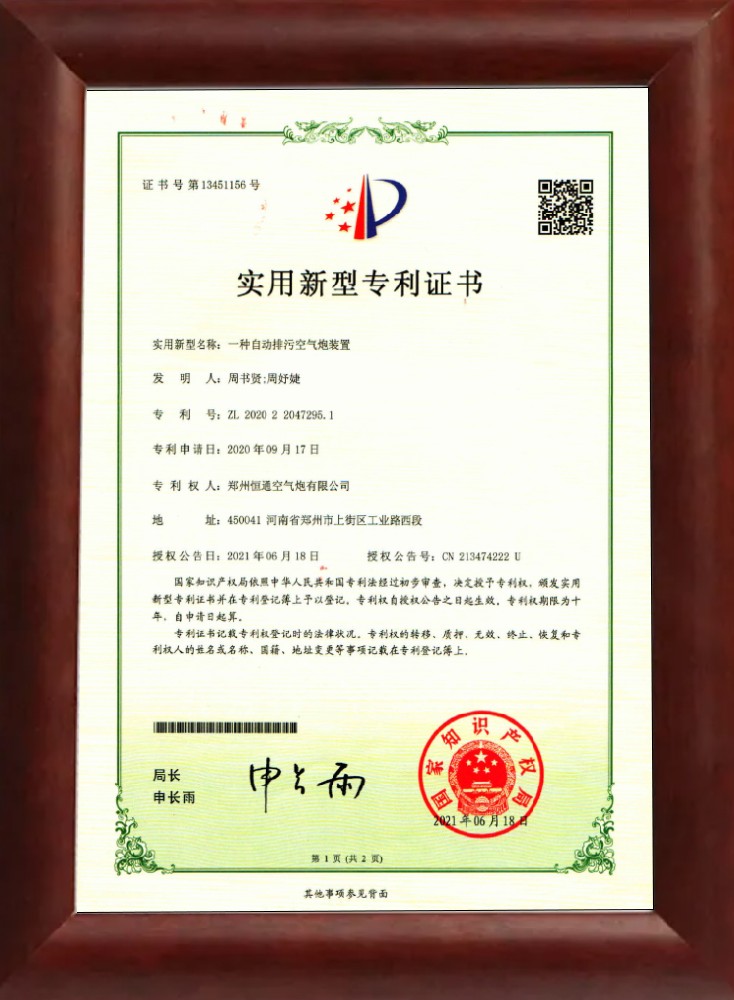 证书号第13451156号
实用新型专利证书
实用新型名称：一种自动排污空气炮装置
发明人：周书贤;周妤婕
专利号：ZL 2020 2 2047295.1
专利申请日：2020年09月17日
专利权人：郑州恒通空气炮有限公司
地址：450041 河南省郑州市上街区工业路西段
授权公告日：2021年06月18日 授权公告号：CN 213474222 U
国家知识产权局依照中华人民共和国专利法经过初步审查，决定授予专利权，颁发实用
新型专利证书并在专利登记簿上予以登记。专利权自授权公告之日起生效。专利权期限为十
年，自申请日起算。
专利证书记载专利权登记时的法律状况。专利权的转移、质押、无效、终止、恢复和专
利权人的姓名或名称、国籍、地址变更等事项记载在专利登记簿上。
局长
申长雨
申长雨
国家知识产权局
2021年06月18日
第 1 页 (共 2 页)
其他事项参见背面